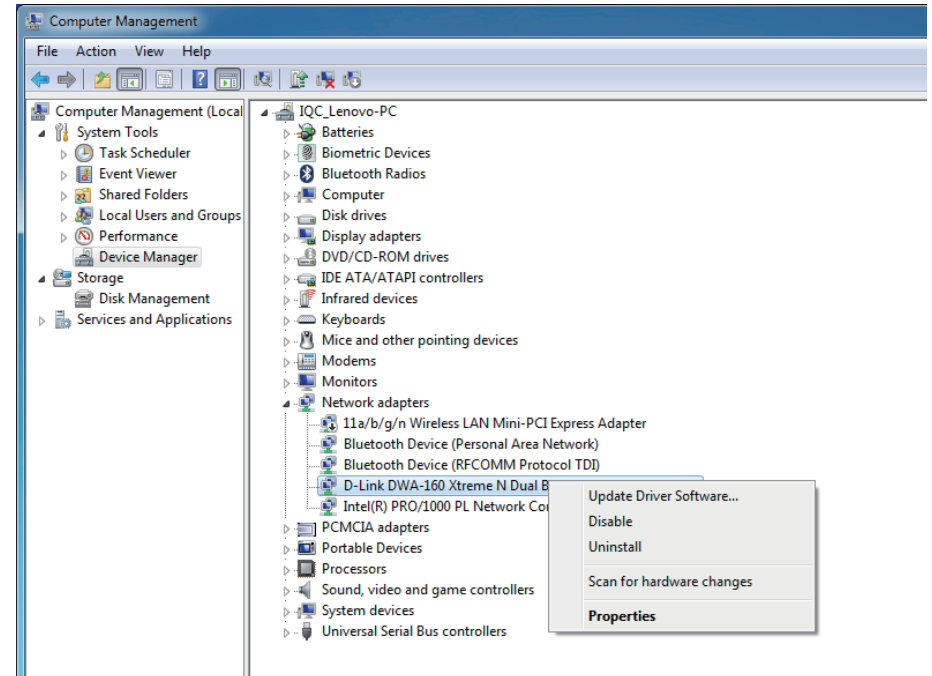 Computer Management
File Action View Help
Computer Management (Local
System Tools
Task Scheduler
Event Viewer
Shared Folders
Local Users and Groups
Performance
Device Manager
Storage
Disk Management
Services and Applications
IQC_Lenovo-PC
Batteries
Biometric Devices
Bluetooth Radios
Computer
Disk drives
Display adapters
DVD/CD-ROM drives
IDE ATA/ATAPI controllers
Infrared devices
Keyboards
Mice and other pointing devices
Modems
Monitors
Network adapters
11a/b/g/n Wireless LAN Mini-PCI Express Adapter
Bluetooth Device (Personal Area Network)
Bluetooth Device (RFCOMM Protocol TDI)
D-Link DWA-160 Xtreme N Dual B
Intel(R) PRO/1000 PL Network Co
PCMCIA adapters
Portable Devices
Processors
Sound, video and game controllers
System devices
Universal Serial Bus controllers
Update Driver Software...
Disable
Uninstall
Scan for hardware changes
Properties